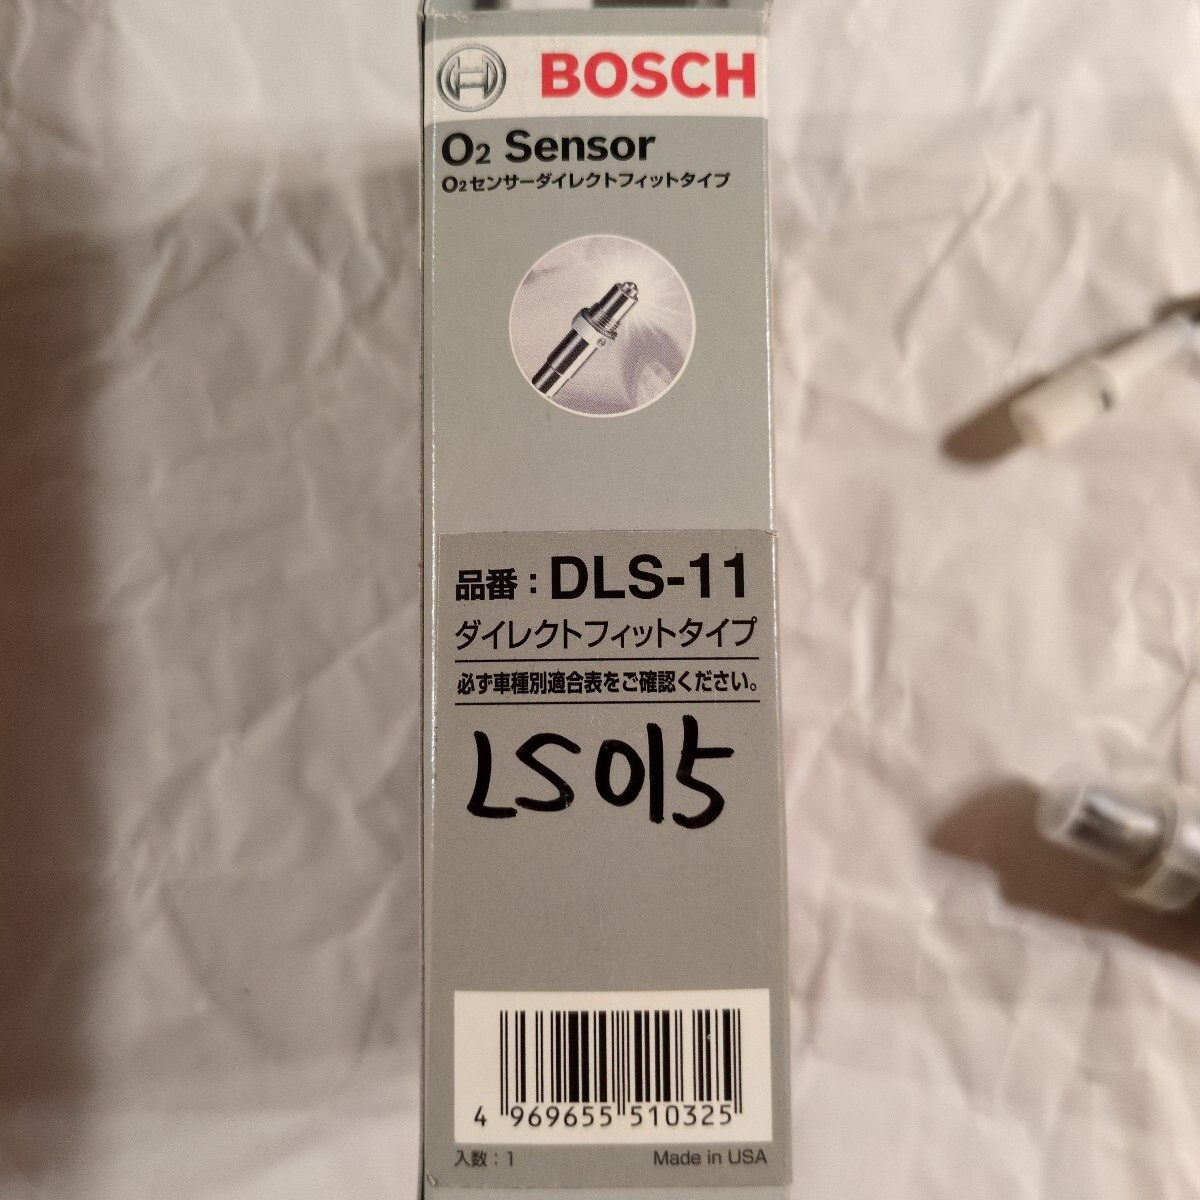 BOSCH
O2 Sensor
O2センサーダイレクトフィットタイプ
品番：DLS-11
ダイレクトフィットタイプ
必ず車種別適合表をご確認ください。
LS015
4 969655 510325
入数：1 Made in USA